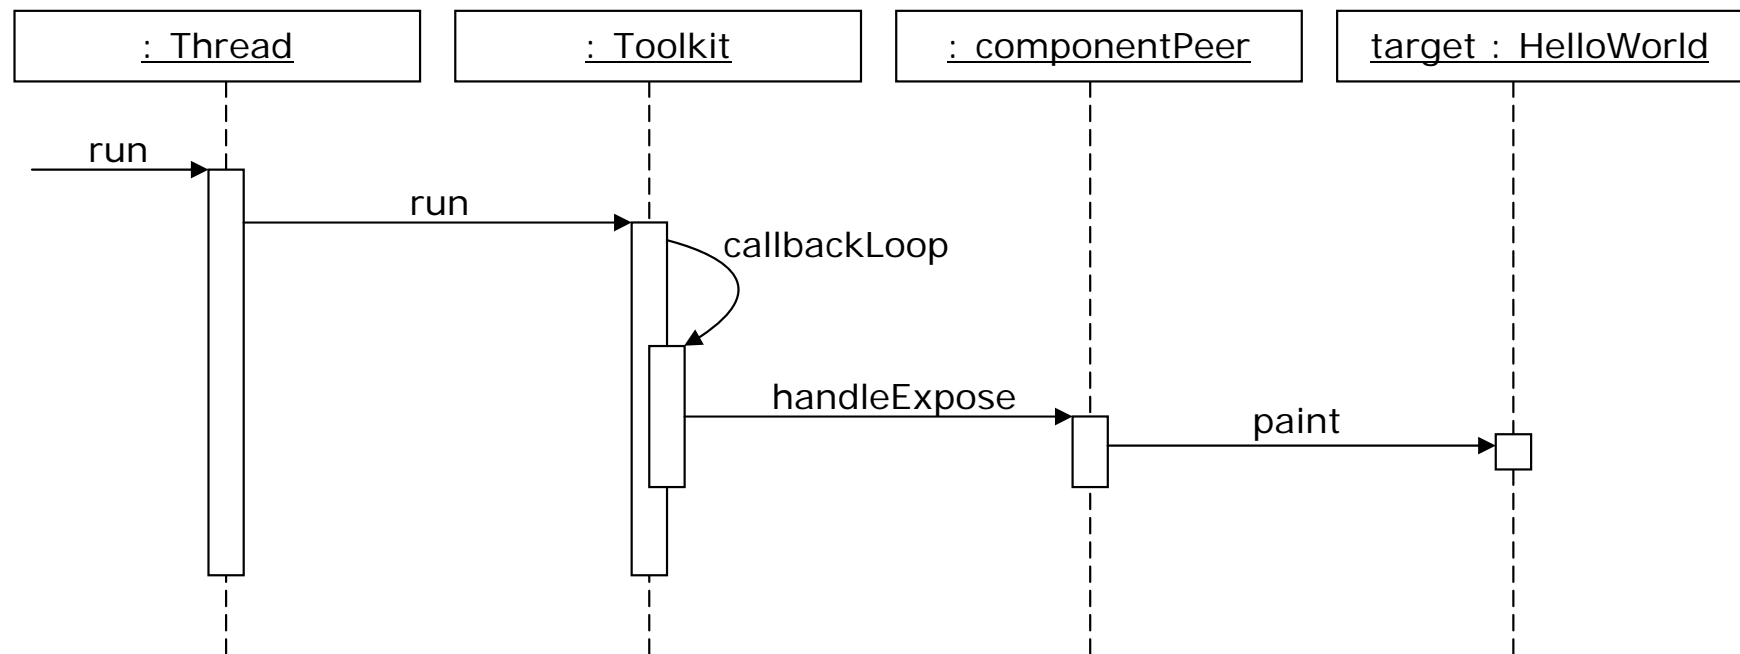 : Thread
: Toolkit
: componentPeer
target : HelloWorld
run
run
callbackLoop
handleExpose
paint